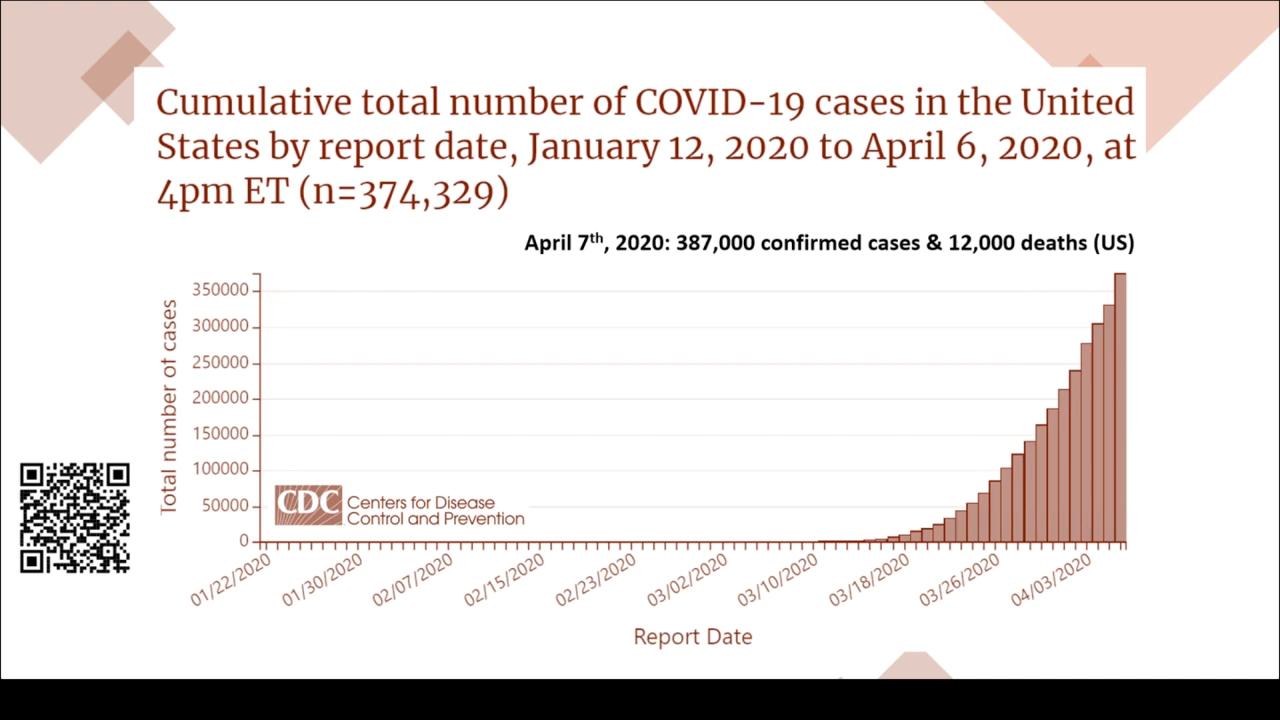 Cumulative total number of COVID-19 cases in the United
States by report date, January 12, 2020 to April 6, 2020, at
4pm ET (n=374,329)
April 7th, 2020: 387,000 confirmed cases & 12,000 deaths (US)
Total number of cases
350000
300000
250000
200000
150000
100000
50000
0
CDC
Centers for Disease
Control and Prevention
01/22/2020
01/30/2020
02/07/2020
02/15/2020
02/23/2020
03/02/2020
03/10/2020
03/18/2020
03/26/2020
04/03/2020
Report Date